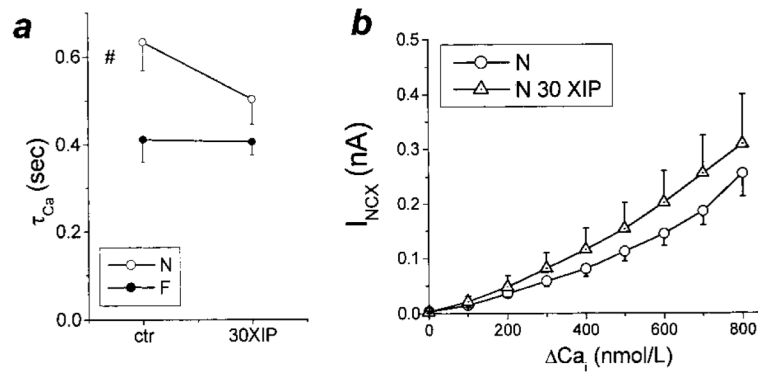 a
#
0.6
0.4
0.2
0.0
τCa (sec)
N
F
ctr
30XIP
b
0.5
0.4
0.3
0.2
0.1
0.0
INCX (nA)
N
N 30 XIP
0
200
400
600
800
ΔCai (nmol/L)